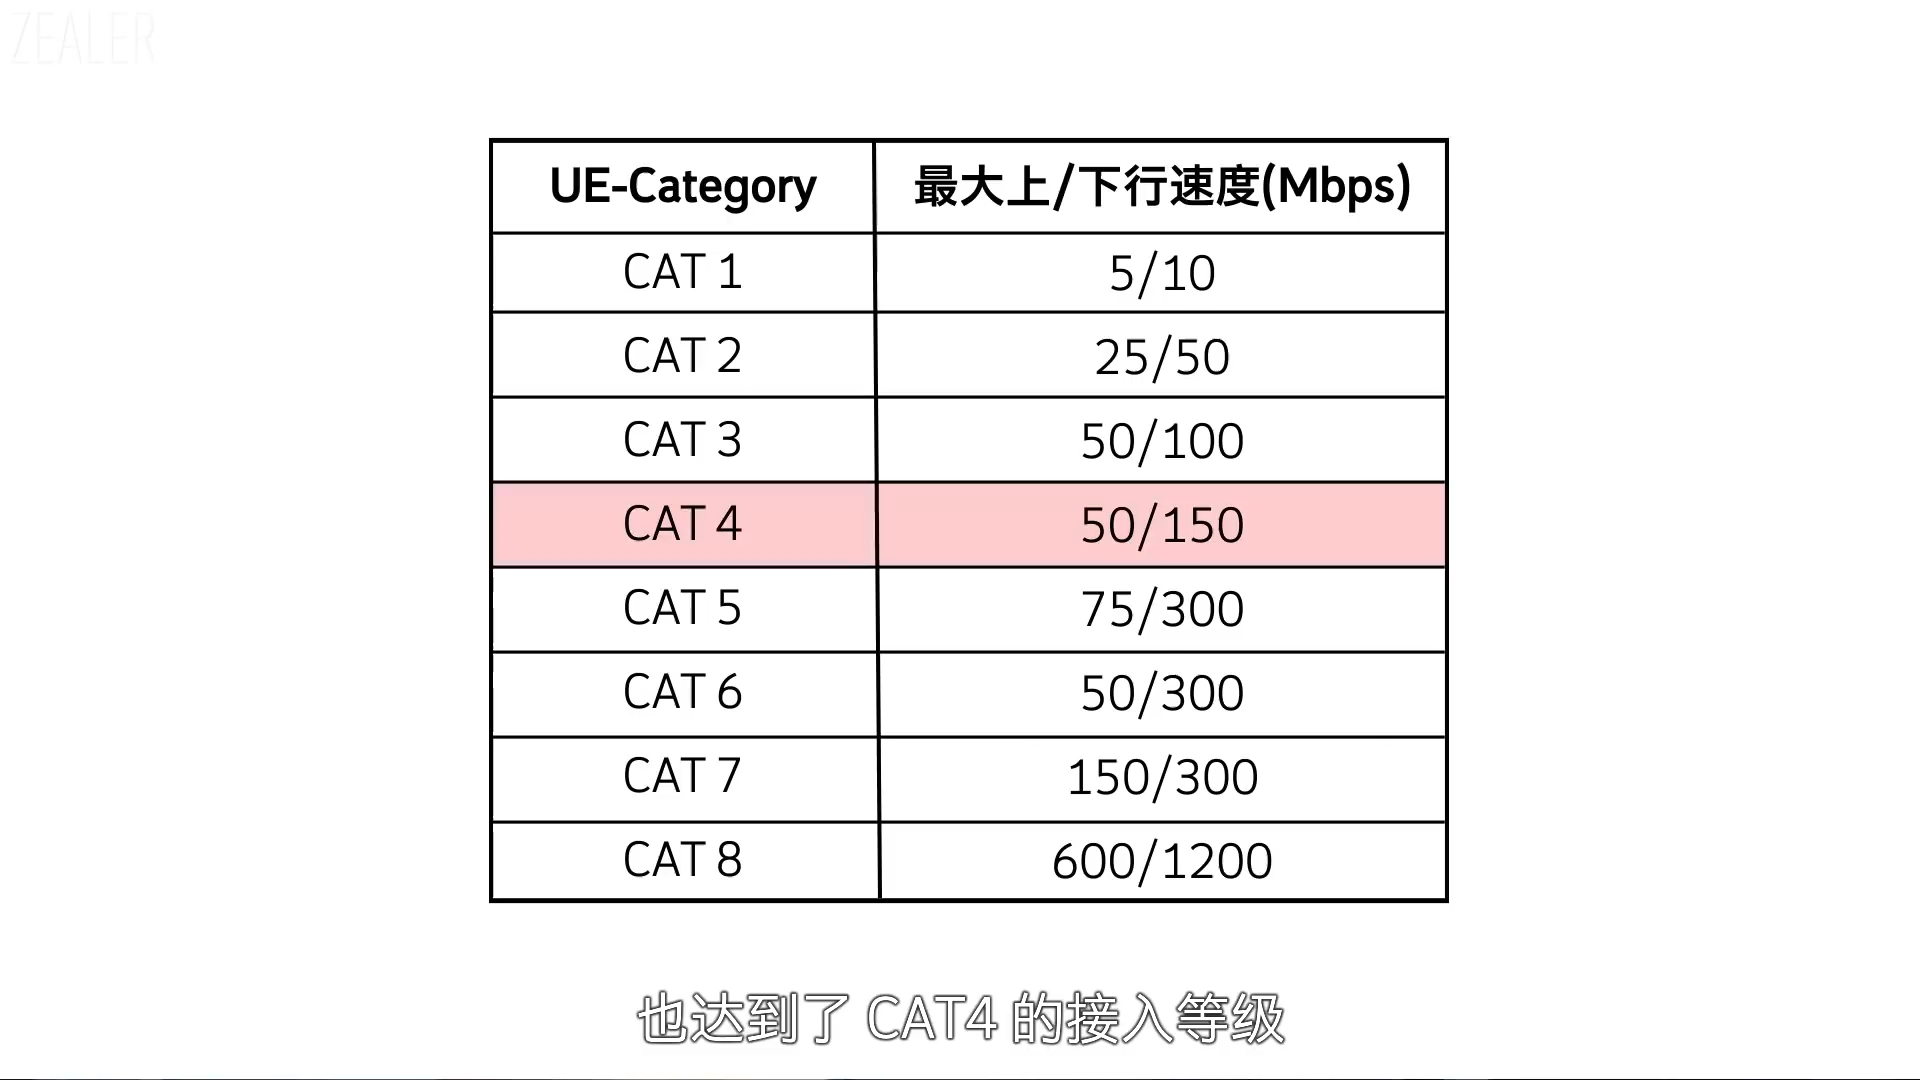 ZEALER
UE-Category 最大上/下行速度(Mbps)
CAT 1 5/10
CAT 2 25/50
CAT 3 50/100
CAT 4 50/150
CAT 5 75/300
CAT 6 50/300
CAT 7 150/300
CAT 8 600/1200
也达到了 CAT4 的接入等级